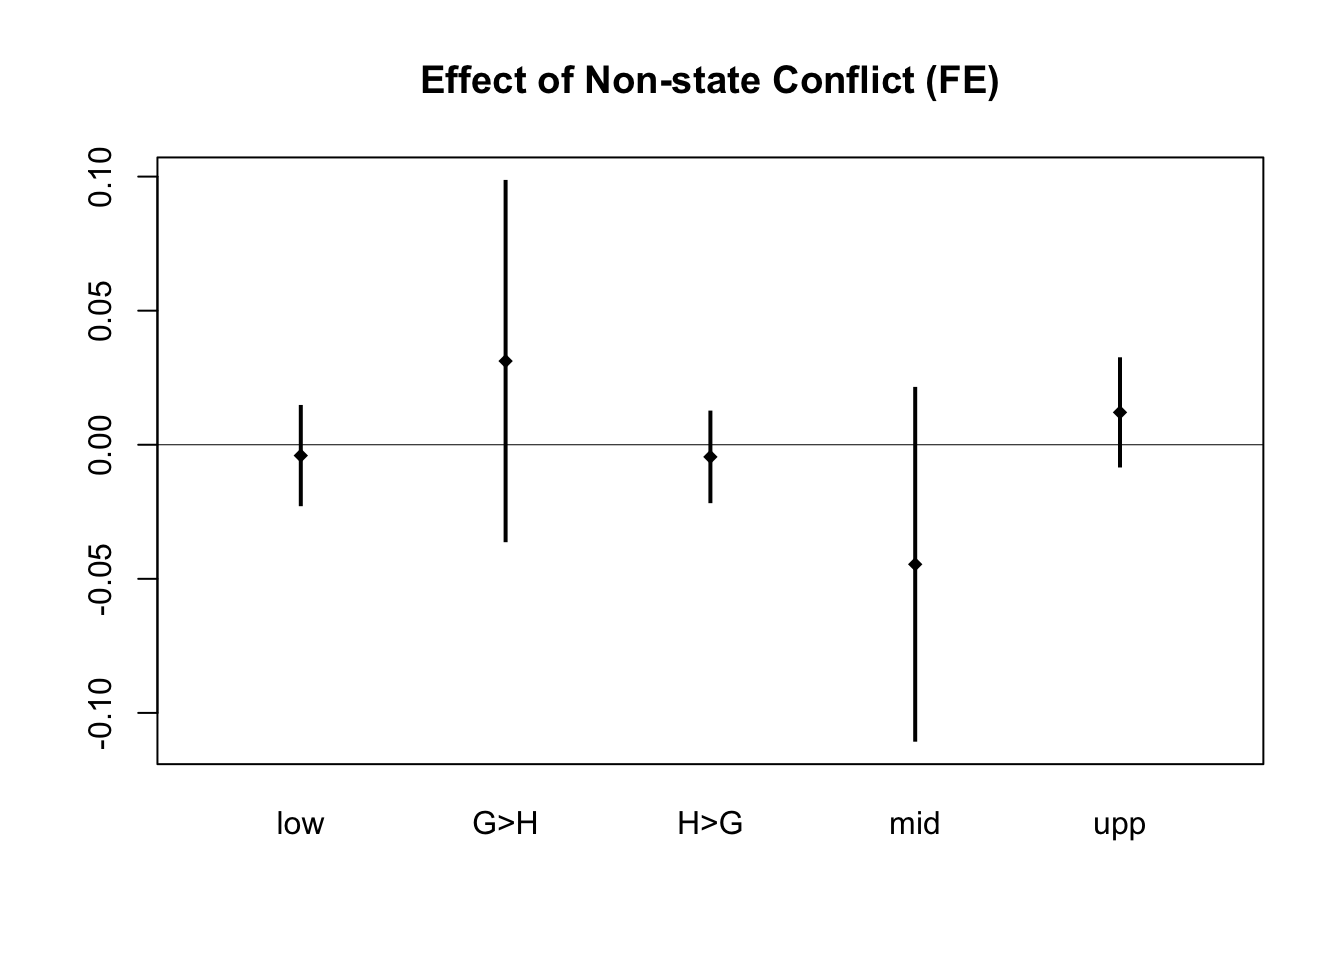 Effect of Non-state Conflict (FE)
0.10
0.05
0.00
-0.05
-0.10
low G>H H>G mid upp